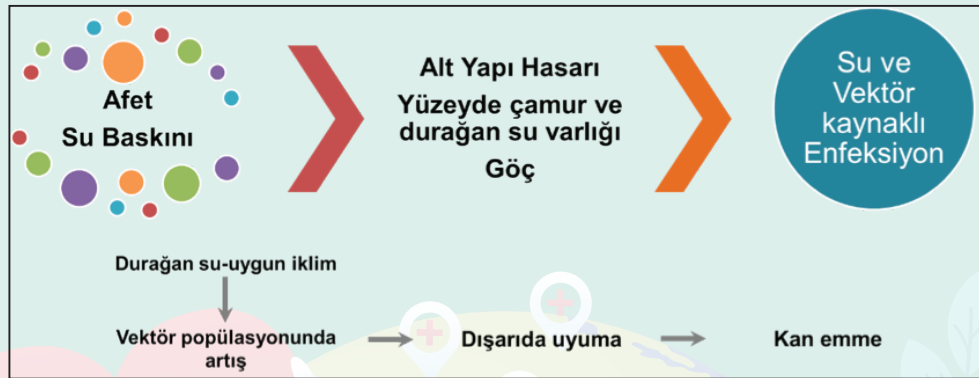 Afet
Su Baskını
Alt Yapı Hasarı
Yüzeyde çamur ve
durağan su varlığı
Göç
Su ve
Vektör
kaynaklı
Enfeksiyon
Durağan su-uygun iklim
Vektör popülasyonunda
artış
Dışarıda uyuma
Kan emme